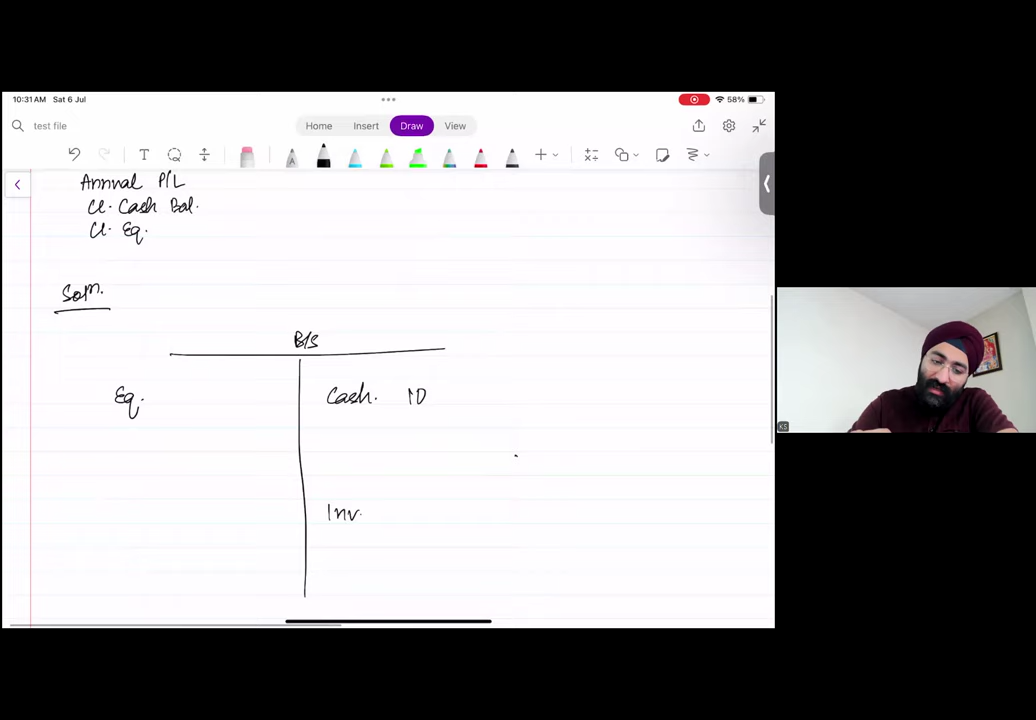 10:31 AM Sat 6 Jul
58%
test file
Home Insert Draw View
T
A
Annual P/L
Cl. Cash Bal.
Cl. Eq.
Soln.
B/S
Eq. Cash. 10
Inv.
KS